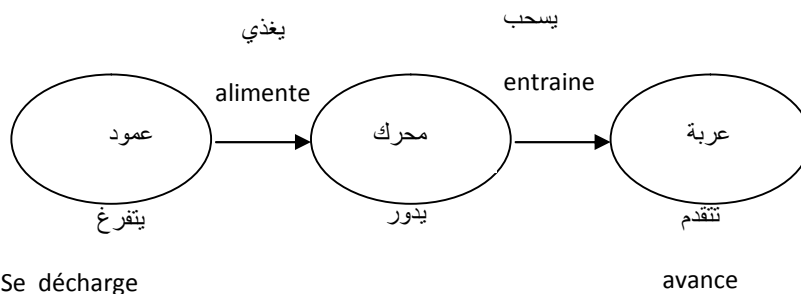 يغذي
يسحب
alimente
entraine
عمود
محرك
عربة
يتفرغ
يدور
تتقدم
Se décharge
avance